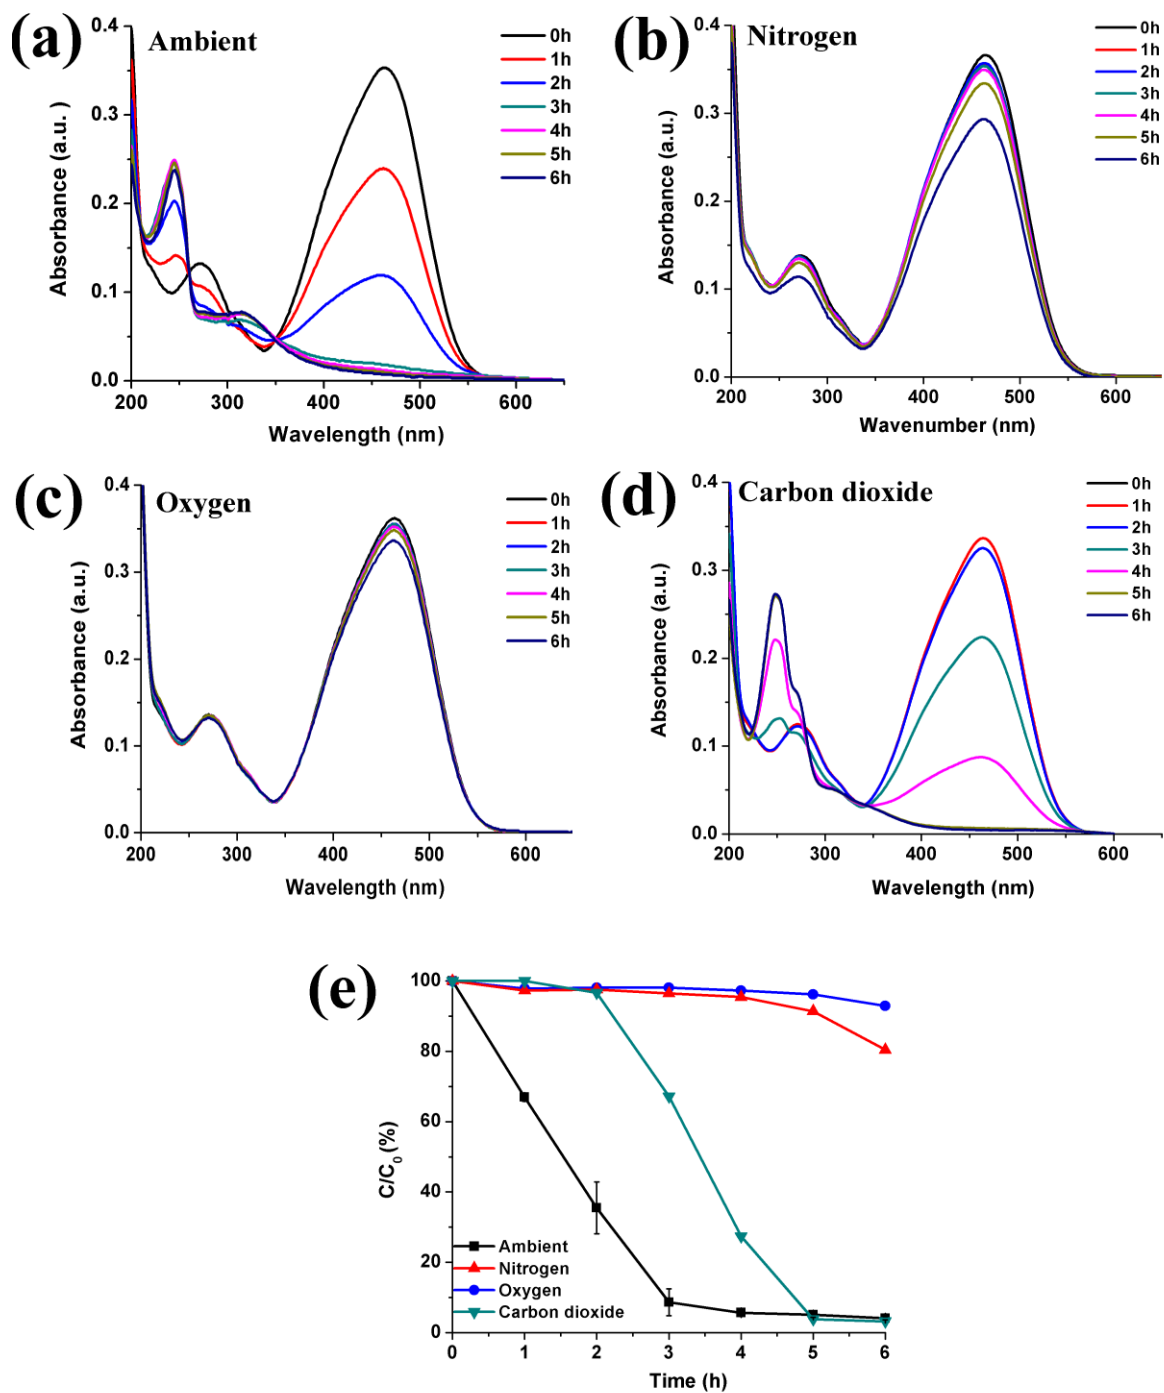 (a) Ambient
0.4
0.3
0.2
0.1
0.0
Absorbance (a.u. )
200 300 400 500 600
Wavelength (nm)
0h
1h
2h
3h
4h
5h
6h
(b) Nitrogen
0.4
0.3
0.2
0.1
0.0
Absorbance (a.u.)
200 300 400 500 600
Wavenumber (nm)
0h
1h
2h
3h
4h
5h
6h
(c) Oxygen
0.4
0.3
0.2
0.1
0.0
Absorbance (a.u.)
200 300 400 500 600
Wavelength (nm)
0h
1h
2h
3h
4h
5h
6h
(d) Carbon dioxide
0.4
0.3
0.2
0.1
0.0
Absorbance (a.u.)
200 300 400 500 600
Wavelength (nm)
0h
1h
2h
3h
4h
5h
6h
(e)
100
80
60
40
20
0
C/C₀ (%)
Ambient
Nitrogen
Oxygen
Carbon dioxide
0 1 2 3 4 5 6
Time (h)